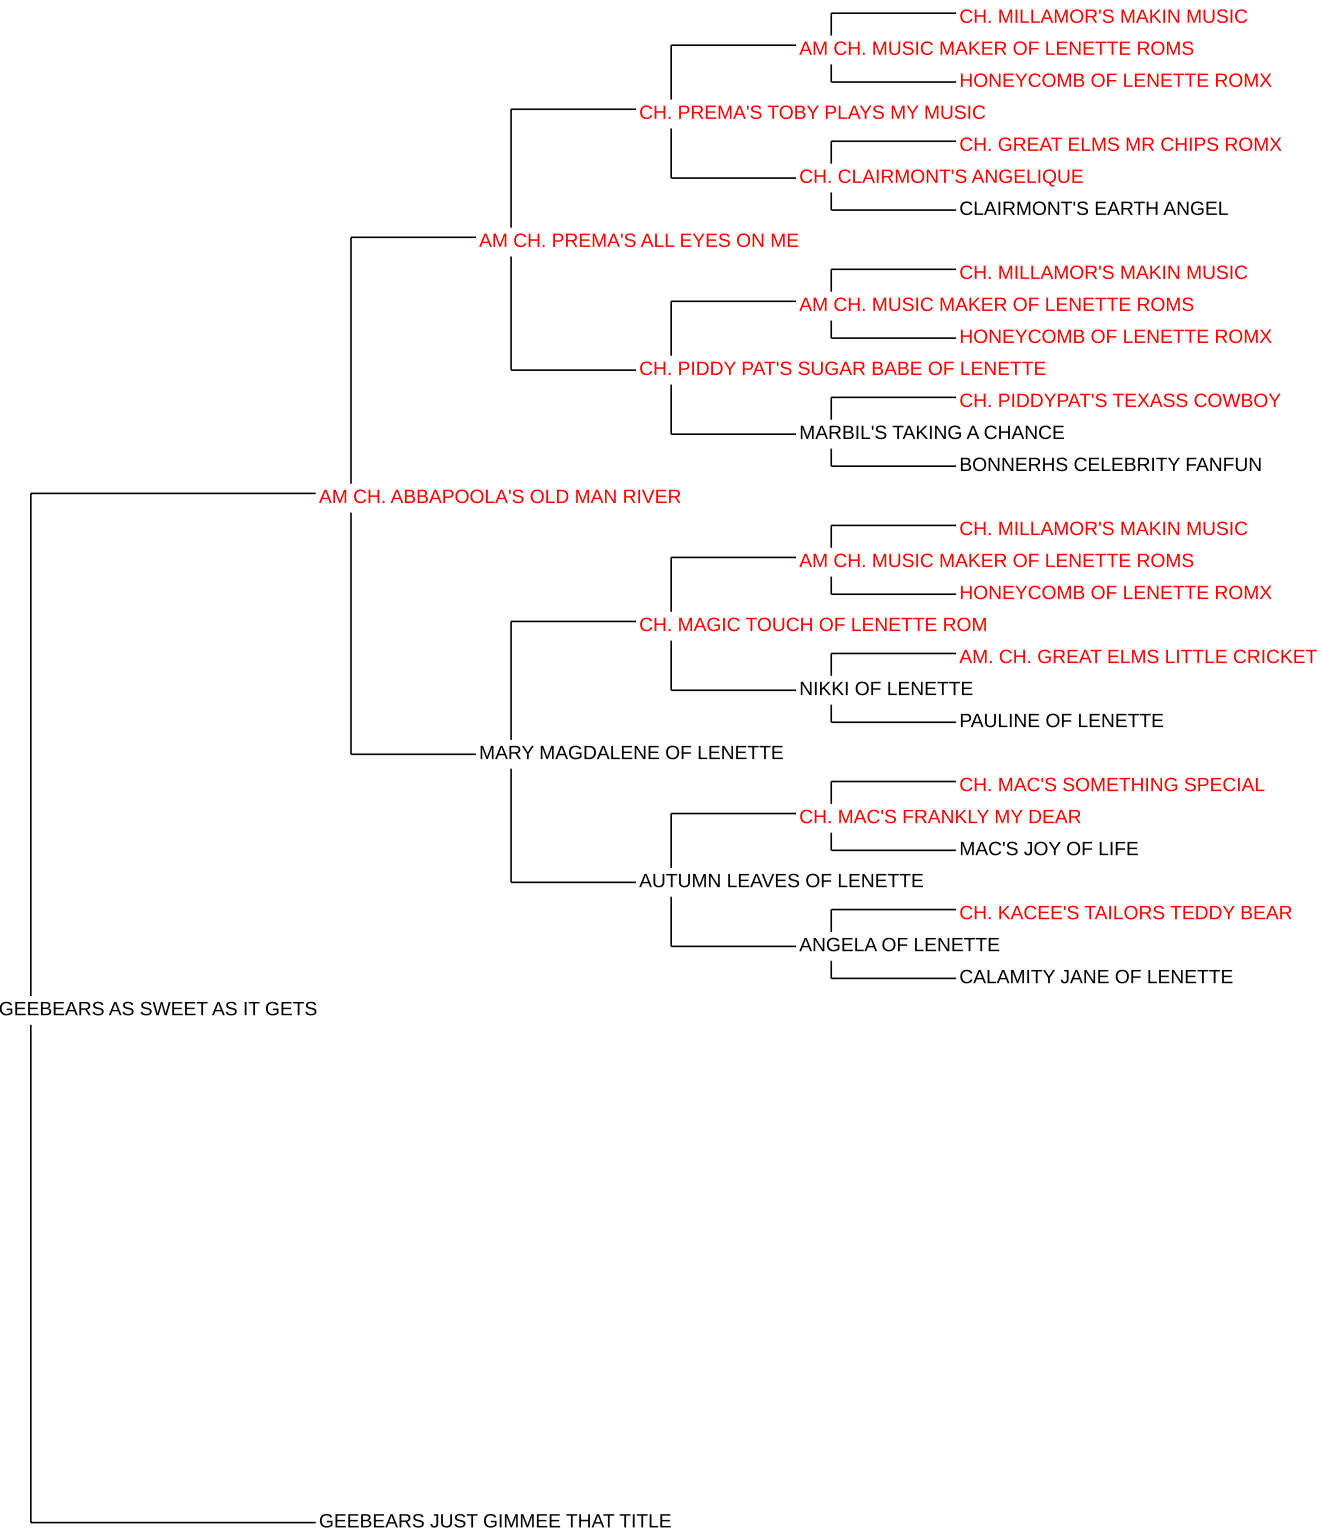 CH. MILLAMOR'S MAKIN MUSIC
AM CH. MUSIC MAKER OF LENETTE ROMS
HONEYCOMB OF LENETTE ROMX
CH. PREMA'S TOBY PLAYS MY MUSIC
CH. GREAT ELMS MR CHIPS ROMX
CH. CLAIRMONT'S ANGELIQUE
CLAIRMONT'S EARTH ANGEL
AM CH. PREMA'S ALL EYES ON ME
CH. MILLAMOR'S MAKIN MUSIC
AM CH. MUSIC MAKER OF LENETTE ROMS
HONEYCOMB OF LENETTE ROMX
CH. PIDDY PAT'S SUGAR BABE OF LENETTE
CH. PIDDYPAT'S TEXASS COWBOY
MARBIL'S TAKING A CHANCE
BONNERHS CELEBRITY FANFUN
AM CH. ABBAPOOLA'S OLD MAN RIVER
CH. MILLAMOR'S MAKIN MUSIC
AM CH. MUSIC MAKER OF LENETTE ROMS
HONEYCOMB OF LENETTE ROMX
CH. MAGIC TOUCH OF LENETTE ROM
AM. CH. GREAT ELMS LITTLE CRICKET
NIKKI OF LENETTE
PAULINE OF LENETTE
MARY MAGDALENE OF LENETTE
CH. MAC'S SOMETHING SPECIAL
CH. MAC'S FRANKLY MY DEAR
MAC'S JOY OF LIFE
AUTUMN LEAVES OF LENETTE
CH. KACEE'S TAILORS TEDDY BEAR
ANGELA OF LENETTE
CALAMITY JANE OF LENETTE
GEEBEARS AS SWEET AS IT GETS
GEEBEARS JUST GIMMEE THAT TITLE